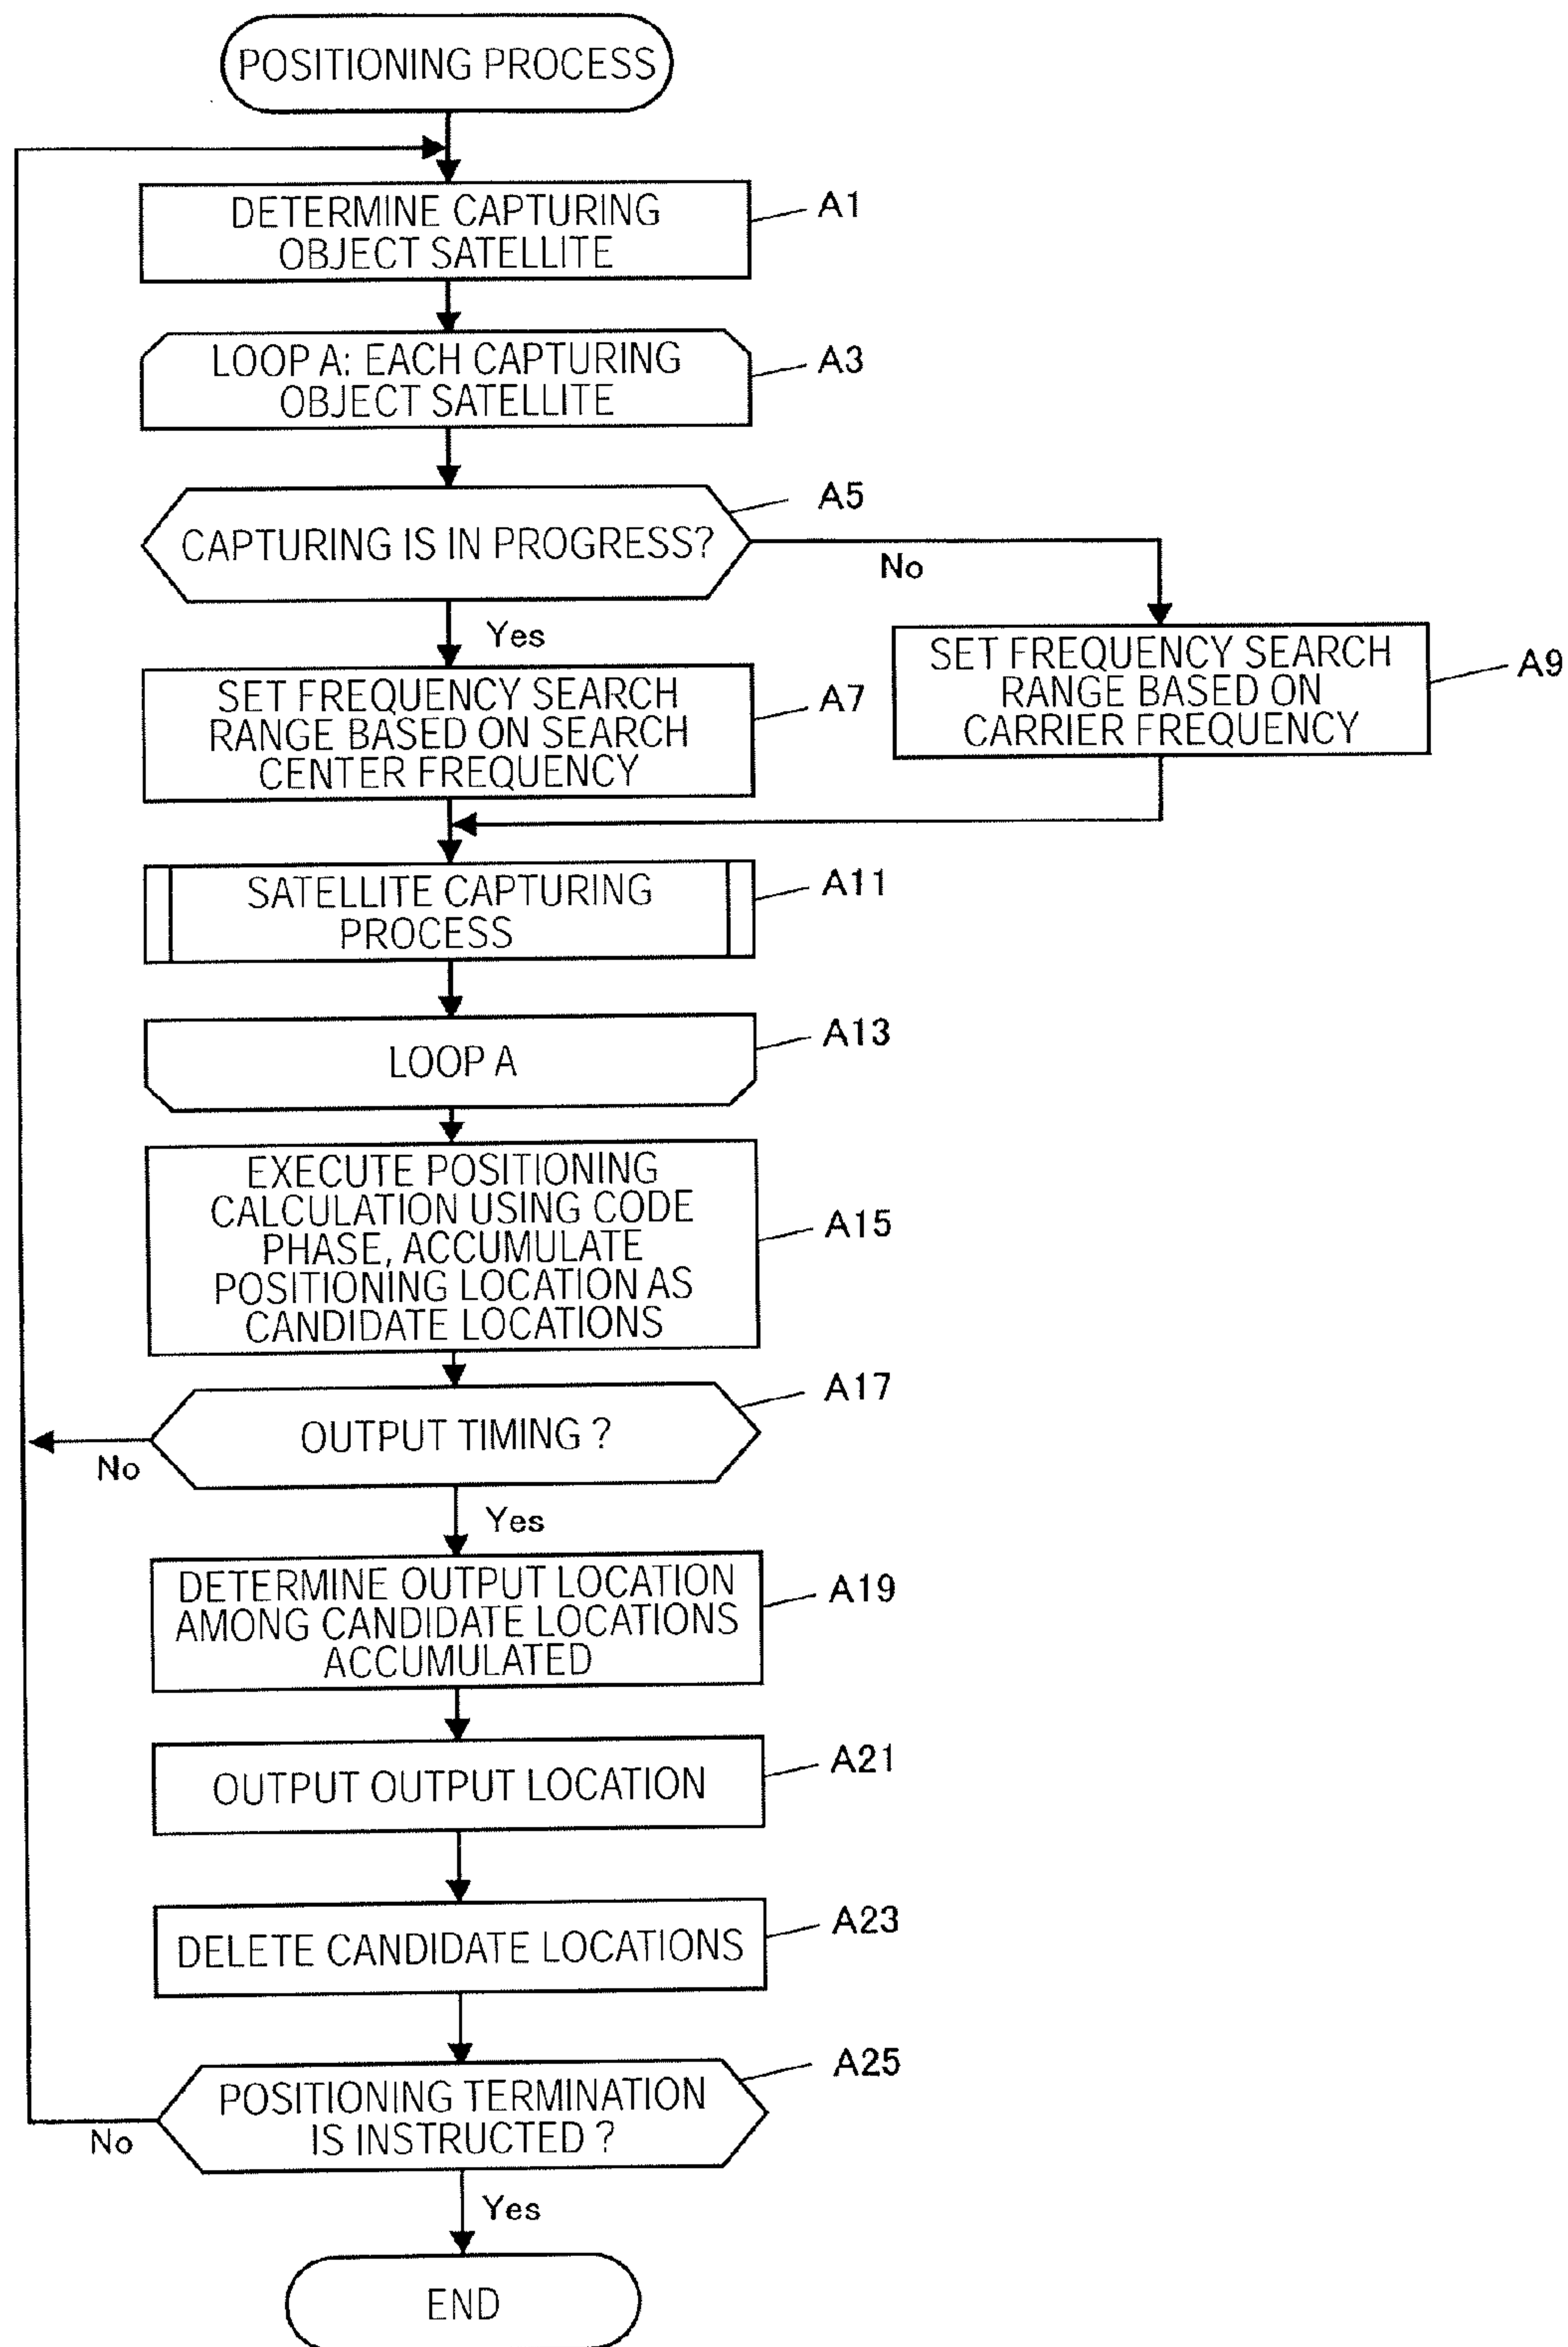 POSITIONING PROCESS
DETERMINE CAPTURING
OBJECT SATELLITE
A1
LOOP A: EACH CAPTURING
OBJECT SATELLITE
A3
CAPTURING IS IN PROGRESS?
A5
No
Yes
SET FREQUENCY SEARCH
RANGE BASED ON SEARCH
CENTER FREQUENCY
A7
SET FREQUENCY SEARCH
RANGE BASED ON
CARRIER FREQUENCY
A9
SATELLITE CAPTURING
PROCESS
A11
LOOP A
A13
EXECUTE POSITIONING
CALCULATION USING CODE
PHASE, ACCUMULATE
POSITIONING LOCATION AS
CANDIDATE LOCATIONS
A15
OUTPUT TIMING ?
A17
No
Yes
DETERMINE OUTPUT LOCATION
AMONG CANDIDATE LOCATIONS
ACCUMULATED
A19
OUTPUT OUTPUT LOCATION
A21
DELETE CANDIDATE LOCATIONS
A23
POSITIONING TERMINATION
IS INSTRUCTED ?
A25
No
Yes
END